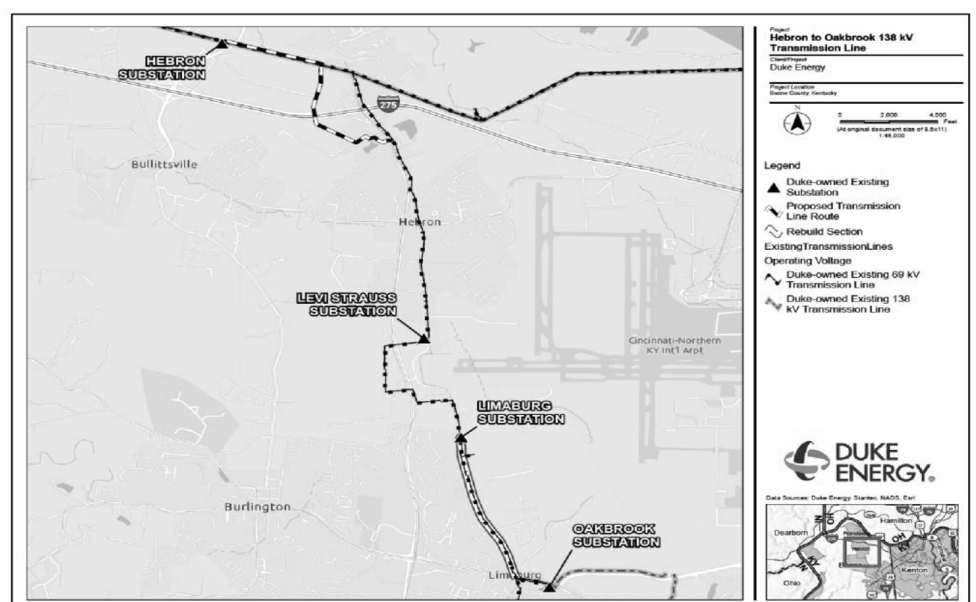 HEBRON
SUBSTATION
275
Bullittsville
Hebron
LEVI STRAUSS
SUBSTATION
Cincinnati-Northern
KY Int'l Arpt
LIMABURG
SUBSTATION
Burlington
OAKBROOK
SUBSTATION
Project
Hebron to Oakbrook 138 kV
Transmission Line
Client/Project
Duke Energy
Project Location
Boone County, Kentucky
N
0 2,000 4,000
Feet
(At original document size of 8.5x11)
1:48,000
Legend
Duke-owned Existing
Substation
Proposed Transmission
Line Route
Rebuild Section
ExistingTransmissionLines
Operating Voltage
Duke-owned Existing 69 kV
Transmission Line
Duke-owned Existing 138
kV Transmission Line
DUKE
ENERGY®
Data Sources: Duke Energy, Stantec, NADS, Esri
Dearborn
Hamilton
OH
KY
IN
KY
Kenton
Ohio